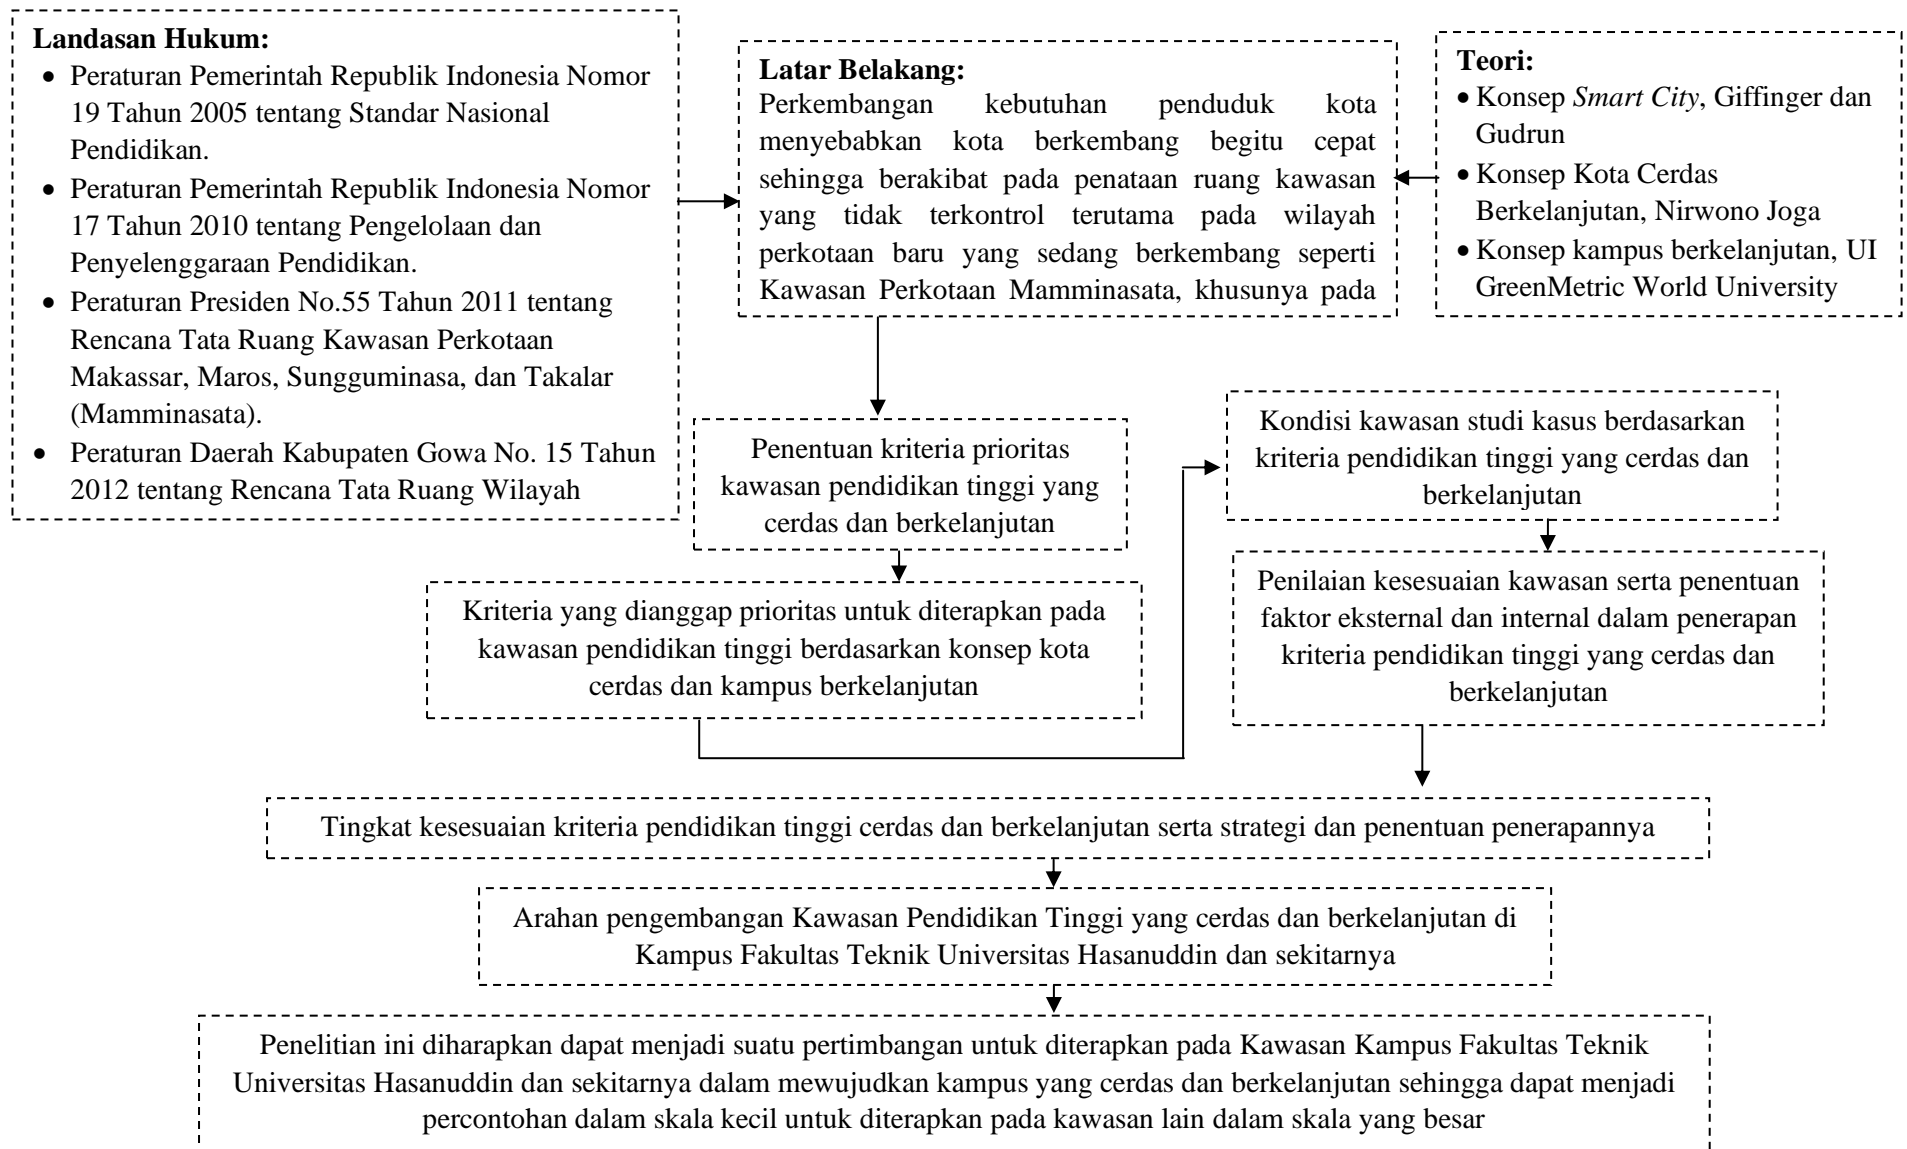 Landasan Hukum:
• Peraturan Pemerintah Republik Indonesia Nomor
19 Tahun 2005 tentang Standar Nasional
Pendidikan.
• Peraturan Pemerintah Republik Indonesia Nomor
17 Tahun 2010 tentang Pengelolaan dan
Penyelenggaraan Pendidikan.
• Peraturan Presiden No.55 Tahun 2011 tentang
Rencana Tata Ruang Kawasan Perkotaan
Makassar, Maros, Sungguminasa, dan Takalar
(Mamminasata).
• Peraturan Daerah Kabupaten Gowa No. 15 Tahun
2012 tentang Rencana Tata Ruang Wilayah
Latar Belakang:
Perkembangan kebutuhan penduduk kota
menyebabkan kota berkembang begitu cepat
sehingga berakibat pada penataan ruang kawasan
yang tidak terkontrol terutama pada wilayah
perkotaan baru yang sedang berkembang seperti
Kawasan Perkotaan Mamminasata, khusunya pada
Teori:
• Konsep Smart City, Giffinger dan
Gudrun
• Konsep Kota Cerdas
Berkelanjutan, Nirwono Joga
• Konsep kampus berkelanjutan, UI
GreenMetric World University
Penentuan kriteria prioritas
kawasan pendidikan tinggi yang
cerdas dan berkelanjutan
Kriteria yang dianggap prioritas untuk diterapkan pada
kawasan pendidikan tinggi berdasarkan konsep kota
cerdas dan kampus berkelanjutan
Kondisi kawasan studi kasus berdasarkan
kriteria pendidikan tinggi yang cerdas dan
berkelanjutan
Penilaian kesesuaian kawasan serta penentuan
faktor eksternal dan internal dalam penerapan
kriteria pendidikan tinggi yang cerdas dan
berkelanjutan
Tingkat kesesuaian kriteria pendidikan tinggi cerdas dan berkelanjutan serta strategi dan penentuan penerapannya
Arahan pengembangan Kawasan Pendidikan Tinggi yang cerdas dan berkelanjutan di
Kampus Fakultas Teknik Universitas Hasanuddin dan sekitarnya
Penelitian ini diharapkan dapat menjadi suatu pertimbangan untuk diterapkan pada Kawasan Kampus Fakultas Teknik
Universitas Hasanuddin dan sekitarnya dalam mewujudkan kampus yang cerdas dan berkelanjutan sehingga dapat menjadi
percontohan dalam skala kecil untuk diterapkan pada kawasan lain dalam skala yang besar